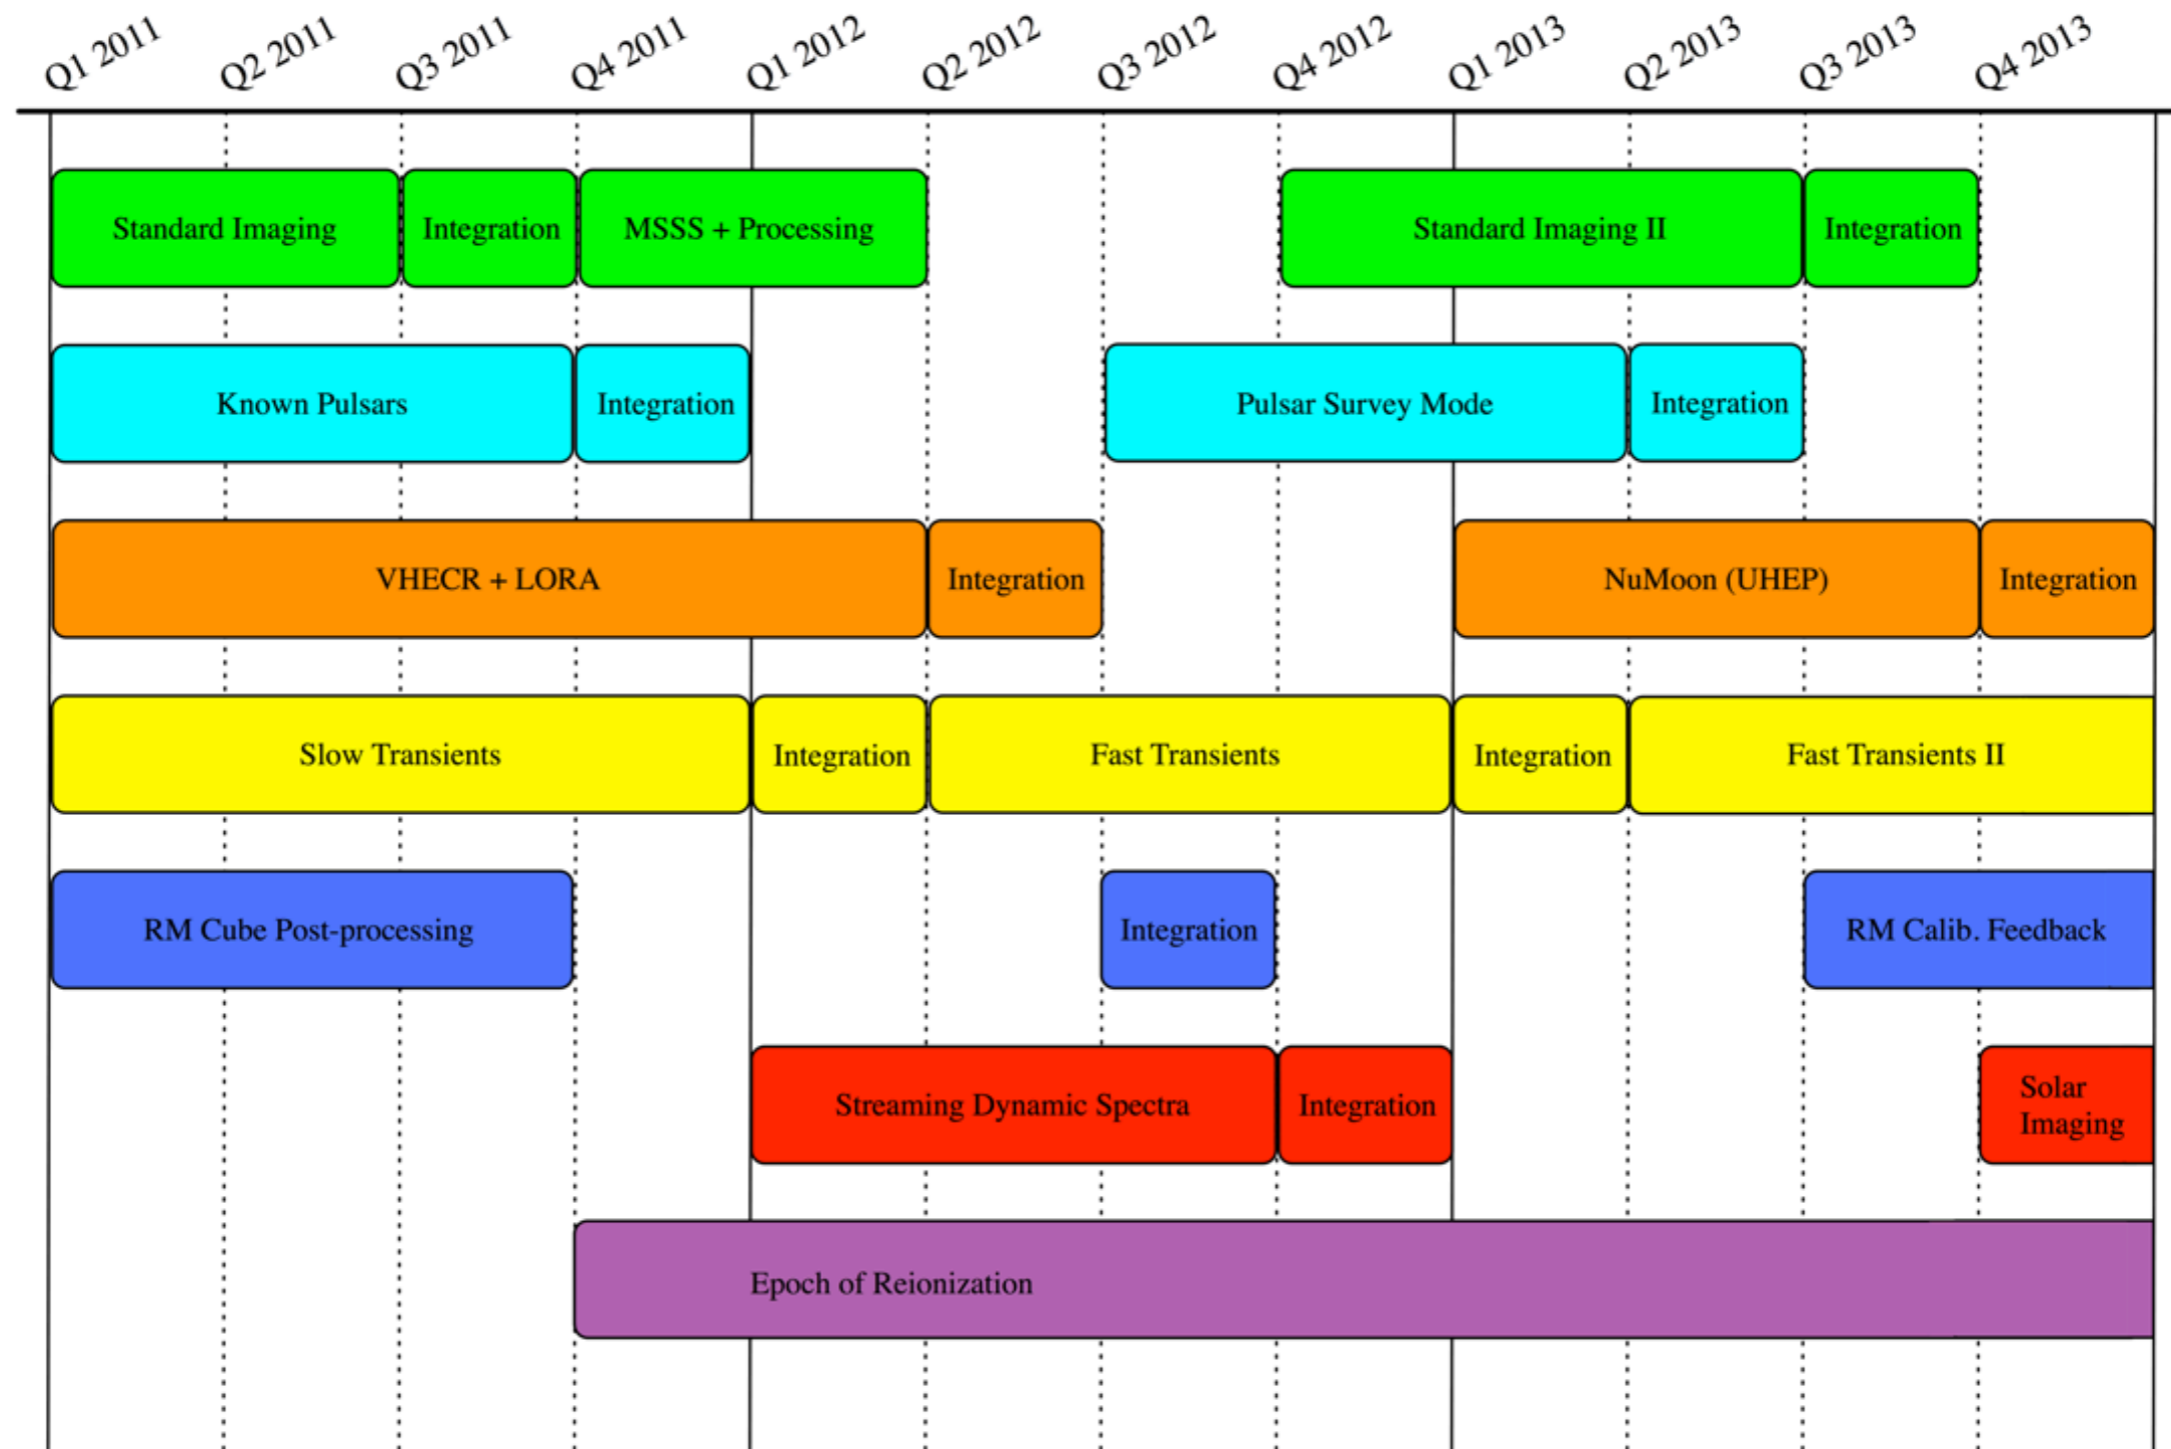 Q1 2011 Q2 2011 Q3 2011 Q4 2011 Q1 2012 Q2 2012 Q3 2012 Q4 2012 Q1 2013 Q2 2013 Q3 2013 Q4 2013
Standard Imaging Integration MSSS + Processing Standard Imaging II Integration
Known Pulsars Integration Pulsar Survey Mode Integration
VHECR + LORA Integration NuMoon (UHEP) Integration
Slow Transients Integration Fast Transients Integration Fast Transients II
RM Cube Post-processing Integration RM Calib. Feedback
Streaming Dynamic Spectra Integration Solar
Imaging
Epoch of Reionization